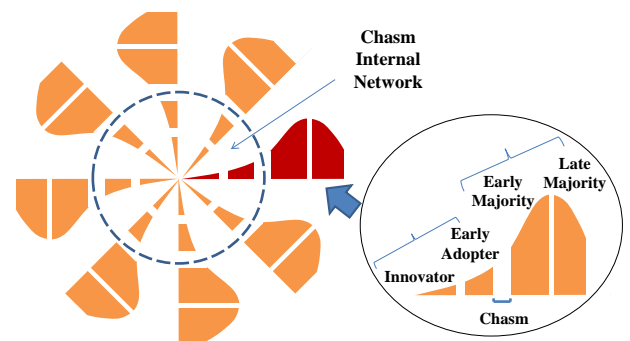 Chasm
Internal
Network
Late
Majority
Early
Majority
Early
Adopter
Innovator
Chasm